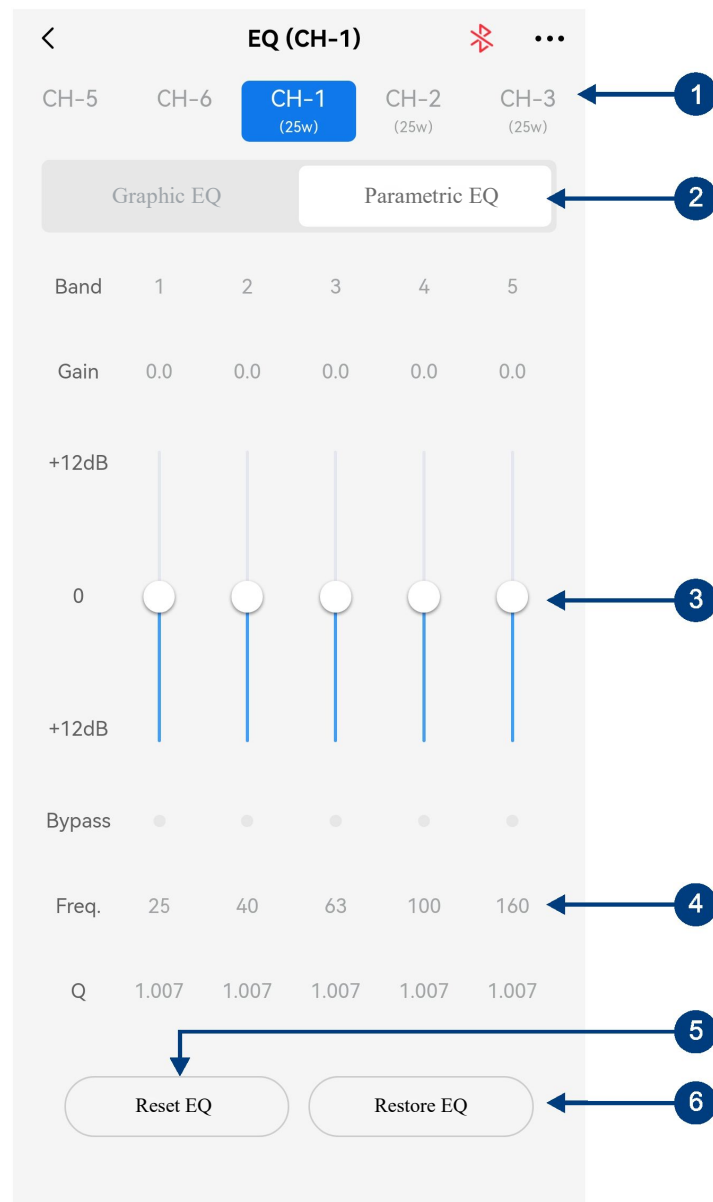 EQ (CH-1)
CH-5 CH-6 CH-1 CH-2 CH-3
(25w) (25w) (25w)
1
Graphic EQ Parametric EQ
2
Band 1 2 3 4 5
Gain 0.0 0.0 0.0 0.0 0.0
+12dB
0
3
+12dB
Bypass
Freq. 25 40 63 100 160
4
Q 1.007 1.007 1.007 1.007 1.007
5
Reset EQ Restore EQ
6